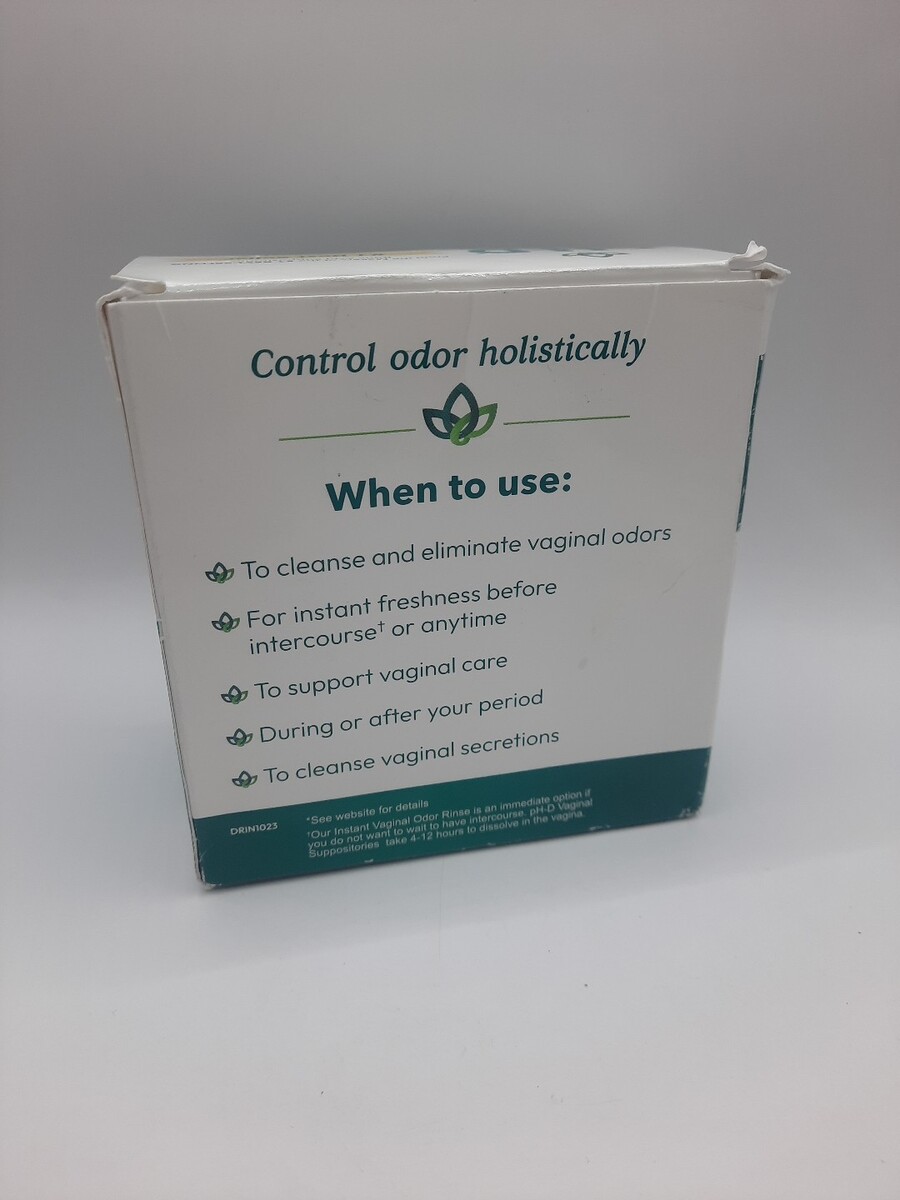 Control odor holistically
When to use:
To cleanse and eliminate vaginal odors
For instant freshness before
intercourse† or anytime
To support vaginal care
During or after your period
To cleanse vaginal secretions
DRIN1023
*See website for details
†Our Instant Vaginal Odor Rinse is an immediate option if
you do not want to wait to have intercourse. pH-D Vaginal
Suppositories take 4-12 hours to dissolve in the vagina.